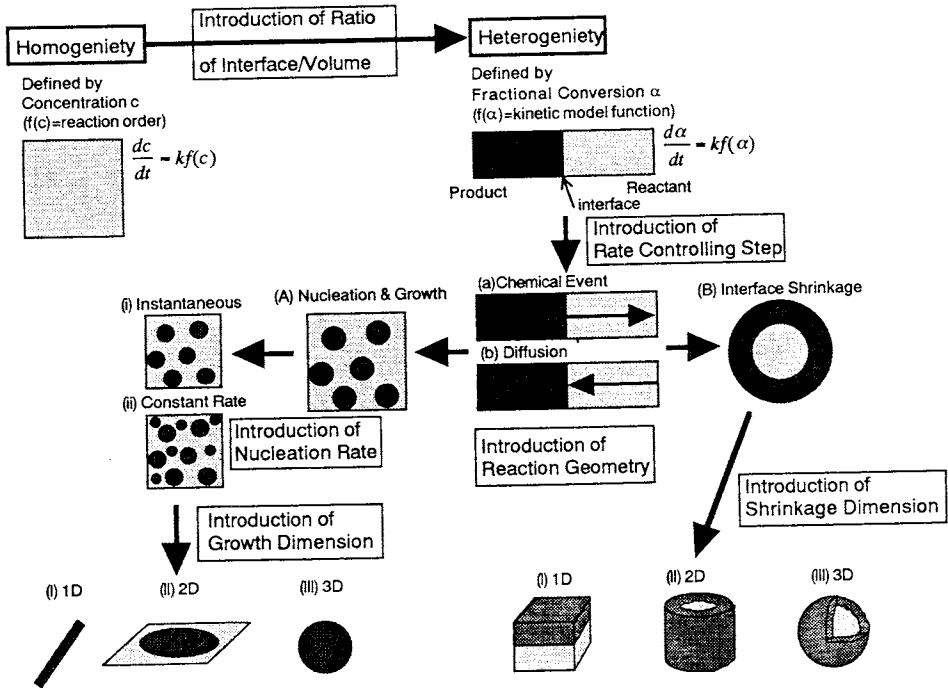 Homogeniety
Introduction of Ratio
of Interface/Volume
Heterogeniety
Defined by
Concentration c
(f(c)=reaction order)
dc/dt = kf(c)
Defined by
Fractional Conversion α
(f(α)=kinetic model function)
dα/dt = kf(α)
Product
Reactant
interface
Introduction of
Rate Controlling Step
(a)Chemical Event
(b) Diffusion
(A) Nucleation & Growth
(i) Instantaneous
(ii) Constant Rate
Introduction of
Nucleation Rate
Introduction of
Reaction Geometry
(B) Interface Shrinkage
Introduction of
Growth Dimension
Introduction of
Shrinkage Dimension
(I) 1D
(II) 2D
(III) 3D
(I) 1D
(II) 2D
(III) 3D